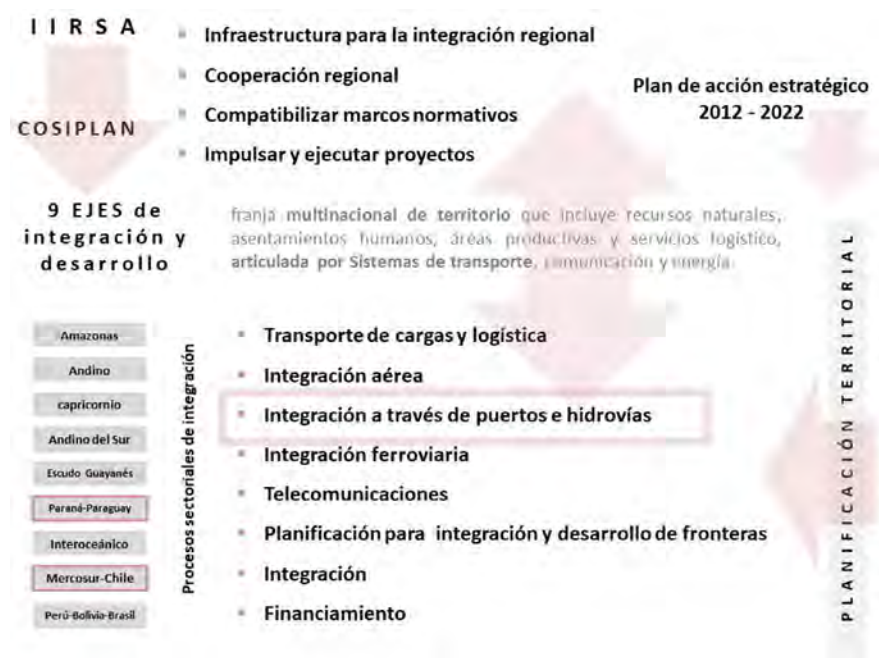 I I R S A
COSIPLAN
Infraestructura para la integración regional
Cooperación regional
Compatibilizar marcos normativos
Impulsar y ejecutar proyectos
Plan de acción estratégico
2012 - 2022
9 EJES de
integración y
desarrollo
franja multinacional de territorio que incluye recursos naturales,
asentamientos humanos, áreas productivas y servicios logístico,
articulada por Sistemas de transporte, comunicación y energía.
Amazonas
Andino
capricornio
Andino del Sur
Escudo Guayanés
Paraná-Paraguay
Interoceánico
Mercosur-Chile
Perú-Bolivia-Brasil
Procesos sectoriales de integración
Transporte de cargas y logística
Integración aérea
Integración a través de puertos e hidrovías
Integración ferroviaria
Telecomunicaciones
Planificación para integración y desarrollo de fronteras
Integración
Financiamiento
PLANIFICACIÓN TERRITORIAL